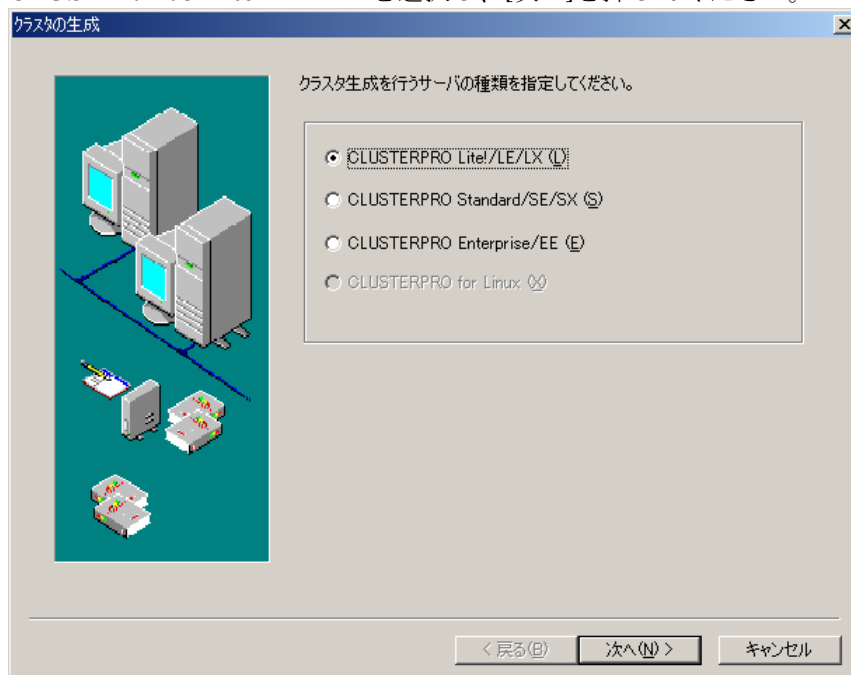 クラスタの生成
クラスタ生成を行うサーバの種類を指定してください。
CLUSTERPRO Lite!/LE/LX (L)
CLUSTERPRO Standard/SE/SX (S)
CLUSTERPRO Enterprise/EE (E)
CLUSTERPRO for Linux (X)
< 戻る(B)
次へ(N) >
キャンセル